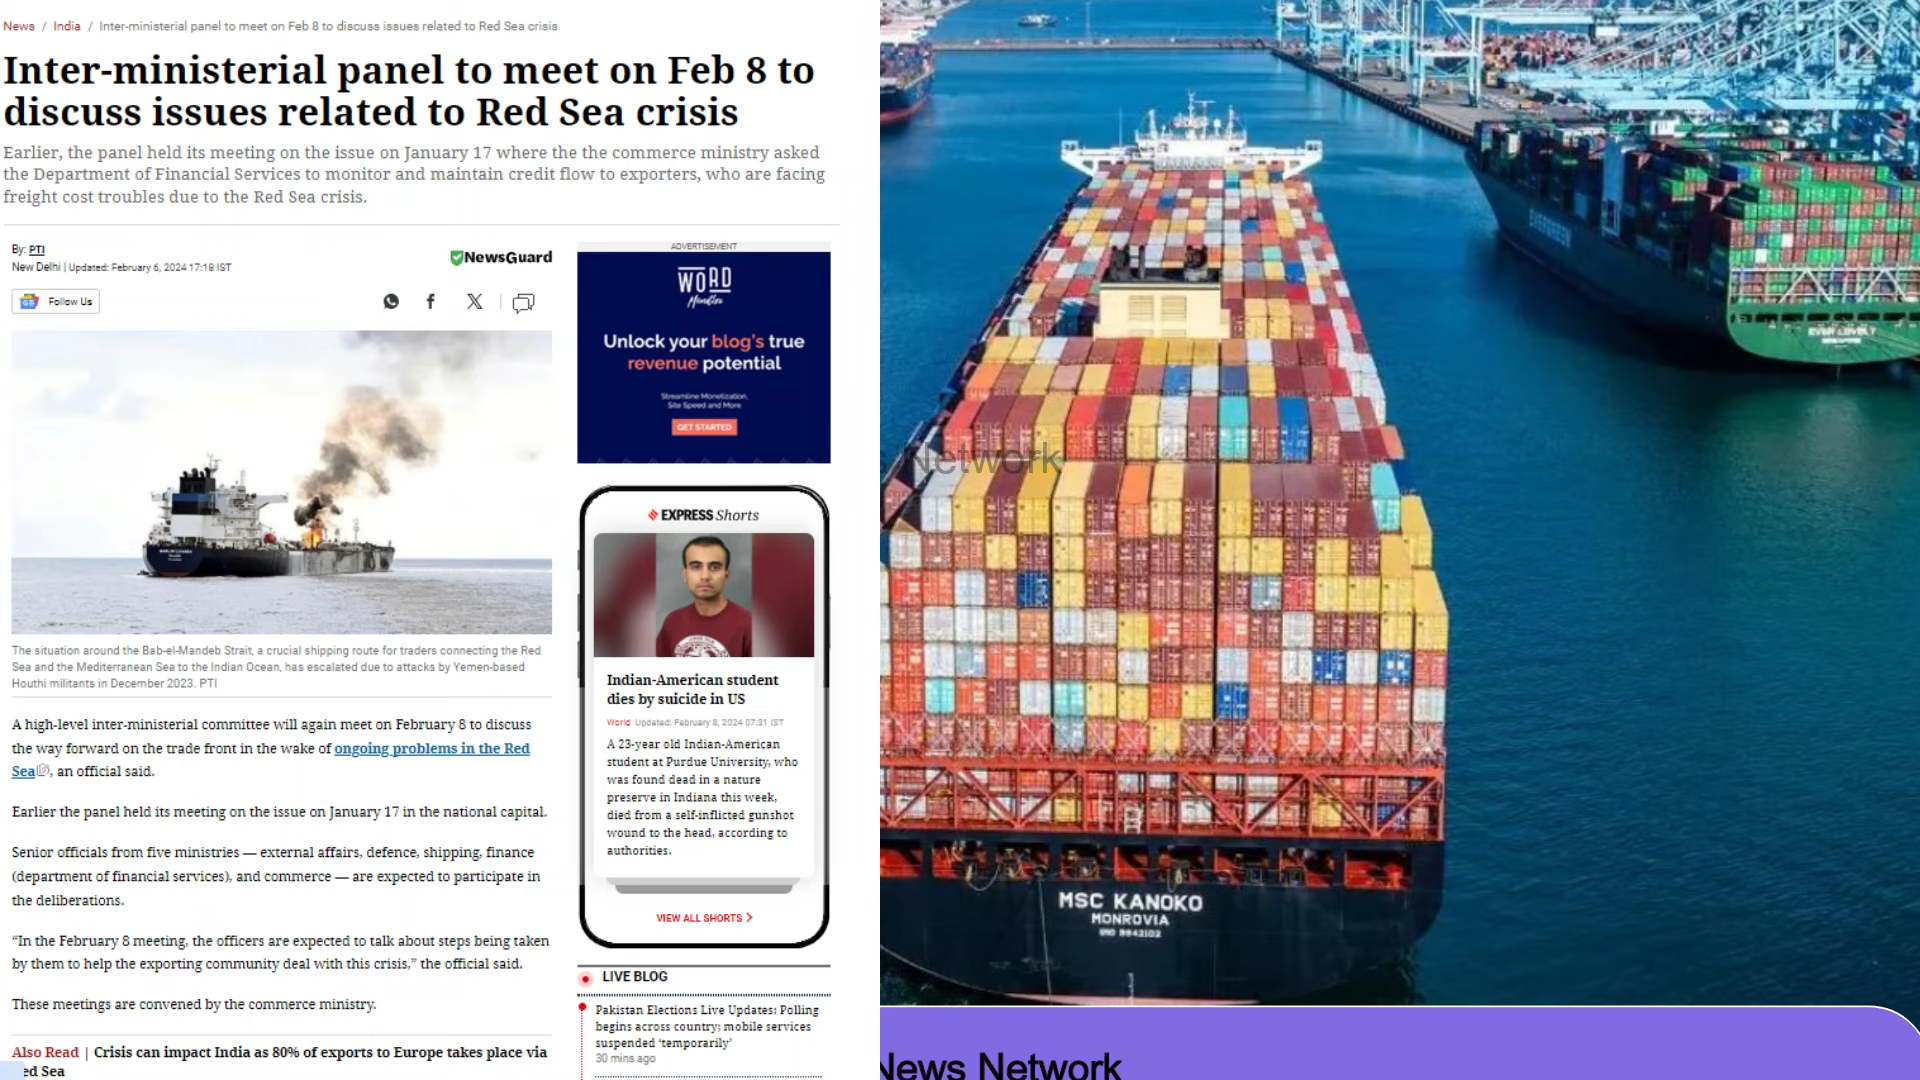 News / India / Inter-ministerial panel to meet on Feb 8 to discuss issues related to Red Sea crisis
Inter-ministerial panel to meet on Feb 8 to
discuss issues related to Red Sea crisis
Earlier, the panel held its meeting on the issue on January 17 where the the commerce ministry asked
the Department of Financial Services to monitor and maintain credit flow to exporters, who are facing
freight cost troubles due to the Red Sea crisis.
By: PTI
New Delhi | Updated: February 6, 2024 17:18 IST
NewsGuard
Follow Us
The situation around the Bab-el-Mandeb Strait, a crucial shipping route for traders connecting the Red
Sea and the Mediterranean Sea to the Indian Ocean, has escalated due to attacks by Yemen-based
Houthi militants in December 2023. PTI
A high-level inter-ministerial committee will again meet on February 8 to discuss
the way forward on the trade front in the wake of ongoing problems in the Red
Sea, an official said.
Earlier the panel held its meeting on the issue on January 17 in the national capital.
Senior officials from five ministries — external affairs, defence, shipping, finance
(department of financial services), and commerce — are expected to participate in
the deliberations.
“In the February 8 meeting, the officers are expected to talk about steps being taken
by them to help the exporting community deal with this crisis,” the official said.
These meetings are convened by the commerce ministry.
Also Read | Crisis can impact India as 80% of exports to Europe takes place via
ed Sea
ADVERTISEMENT
WORD
Mindtri
Unlock your blog's true
revenue potential
Streamline Monetization,
Site Speed and More
GET STARTED
EXPRESS Shorts
Indian-American student
dies by suicide in US
World Updated: February 8, 2024 07:31 IST
A 23-year old Indian-American
student at Purdue University, who
was found dead in a nature
preserve in Indiana this week,
died from a self-inflicted gunshot
wound to the head, according to
authorities.
VIEW ALL SHORTS
LIVE BLOG
Pakistan Elections Live Updates: Polling
begins across country; mobile services
suspended ‘temporarily’
30 mins ago
s Network
EVERGREEN
EVER LOVELY
MSC KANOKO
MONROVIA
IMO 9842102
News Network